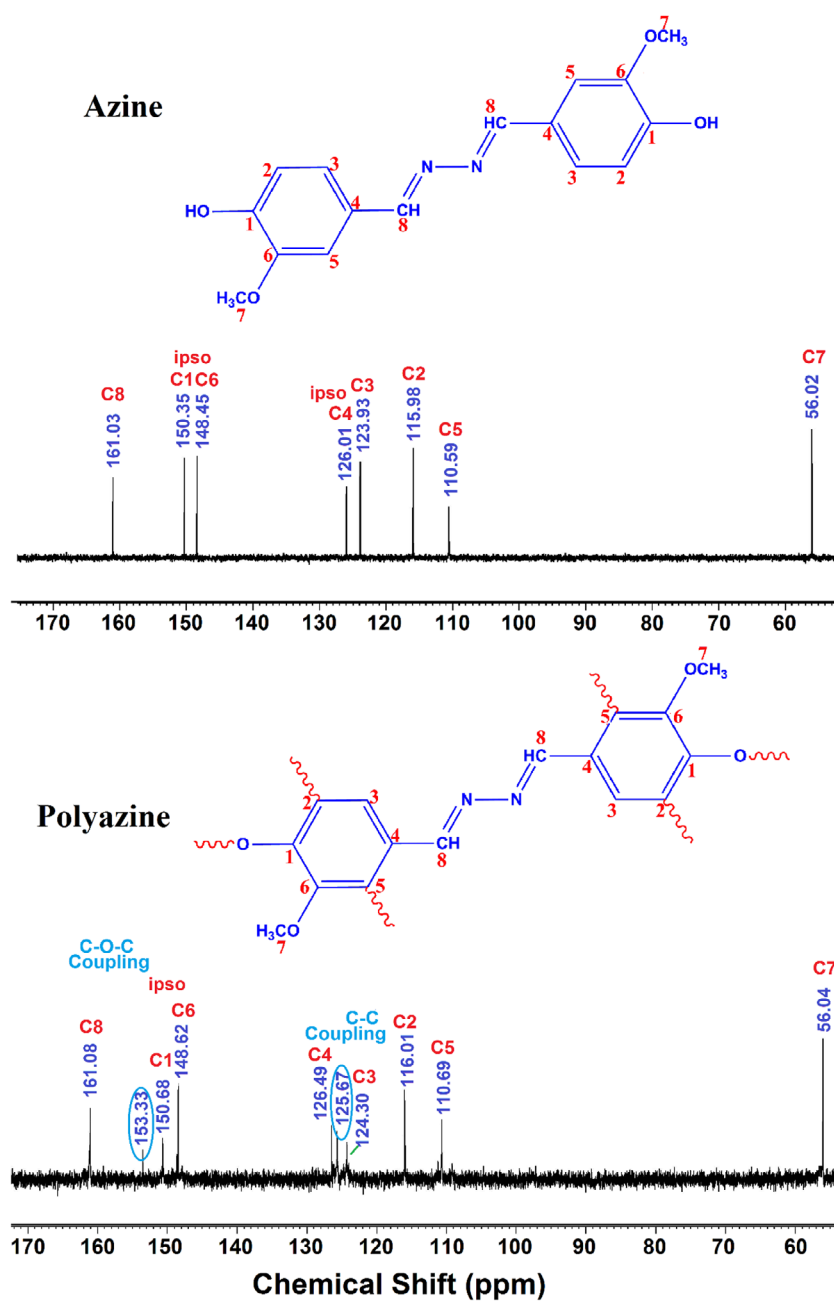 7
OCH₃
5
6
Azine
8
HC
4
1
OH
3
2
N
N
2
3
4
CH
8
HO
1
6
5
H₃CO
7
C8
161.03
ipso
C1 C6
150.35
148.45
ipso C3
C4
126.01
123.93
C2
115.98
C5
110.59
C7
56.02
170 160 150 140 130 120 110 100 90 80 70 60
7
OCH₃
5
6
8
HC
4
1
O
3
2
N
N
Polyazine
2
3
4
CH
8
O
1
6
5
H₃CO
7
C-O-C
Coupling
ipso
C8
161.08
153.33
C1
150.68
C6
148.62
C-C
Coupling
C4
126.49
125.67
C3
124.30
C2
116.01
C5
110.69
C7
56.04
170 160 150 140 130 120 110 100 90 80 70 60
Chemical Shift (ppm)